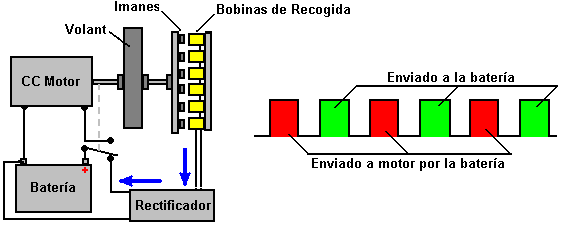 Imanes
Bobinas de Recogida
Volant
CC Motor
Enviado a la batería
Enviado a motor por la batería
+
Batería
Rectificador